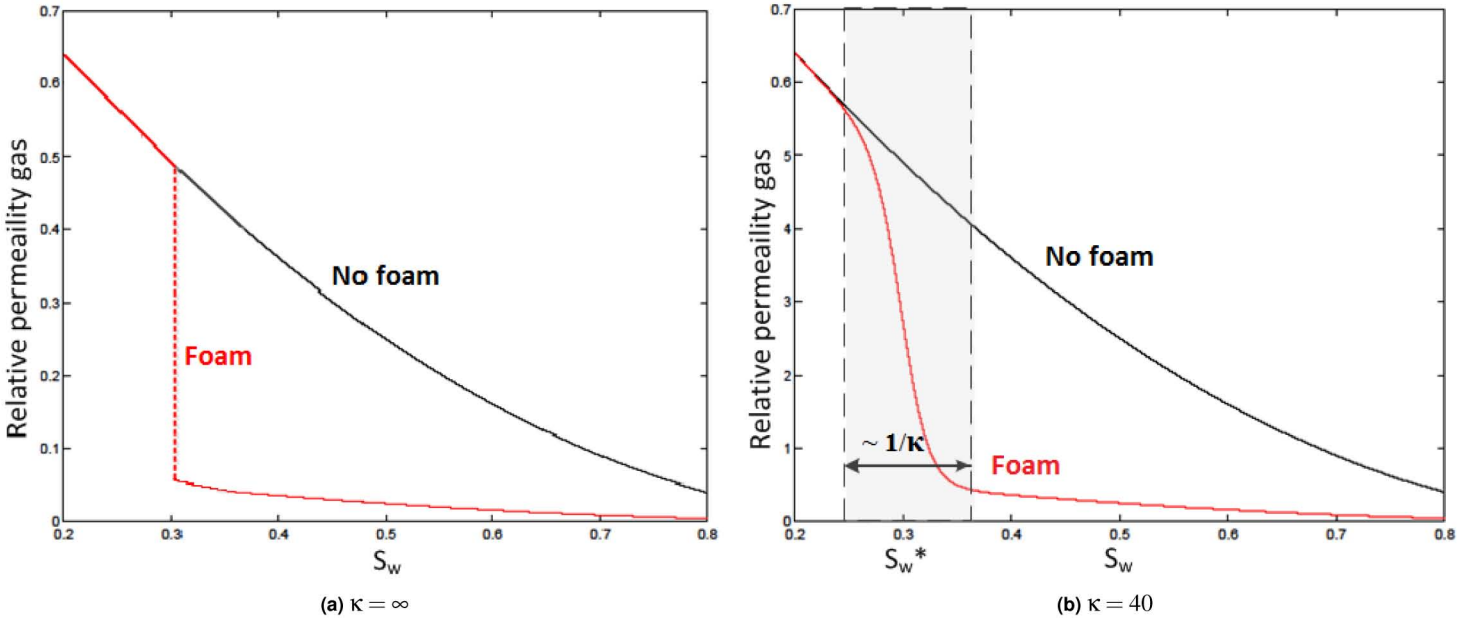 Relative permeaility gas
0.7
0.6
0.5
0.4
0.3
0.2
0.1
0
No foam
Foam
0.2 0.3 0.4 0.5 0.6 0.7 0.8
S_w
(a) κ = ∞
Relative permeaility gas
0.7
0.6
5
4
3
2
1
0
No foam
~ 1/κ
Foam
0.2 0.3 0.4 0.5 0.6 0.7 0.8
S_w* S_w
(b) κ = 40